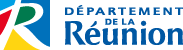 DÉPARTEMENT
DE LA
Réunion